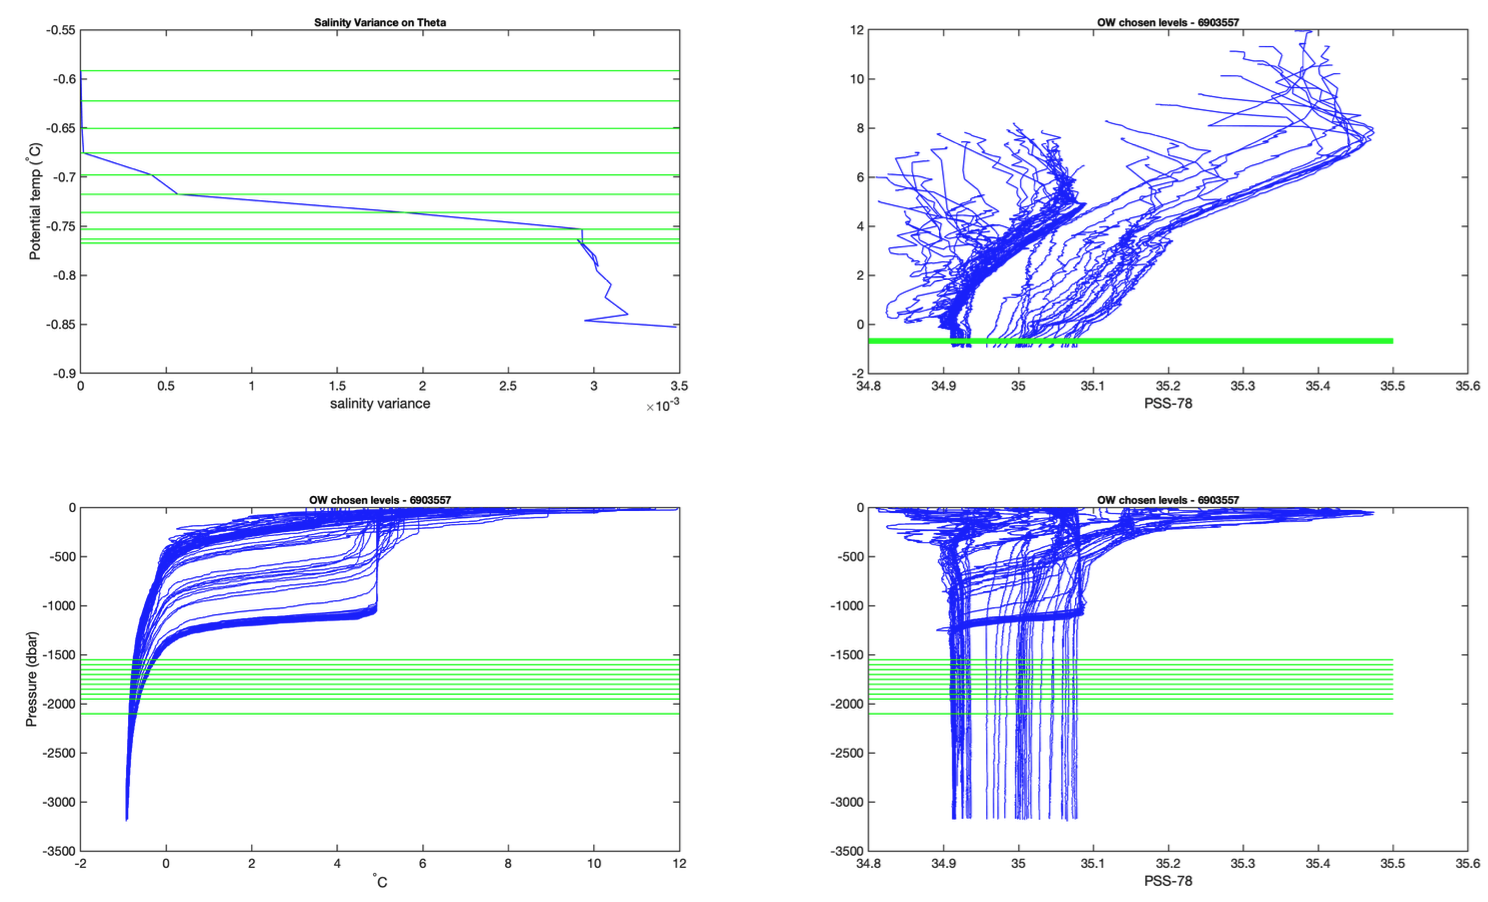 Salinity Variance on Theta
-0.55
-0.6
-0.65
-0.7
-0.75
-0.8
-0.85
-0.9
Potential temp (°C)
0 0.5 1 1.5 2 2.5 3 3.5
salinity variance
×10-3
OW chosen levels - 6903557
12
10
8
6
4
2
0
-2
34.8 34.9 35 35.1 35.2 35.3 35.4 35.5 35.6
PSS-78
OW chosen levels - 6903557
0
-500
-1000
-1500
-2000
-2500
-3000
-3500
Pressure (dbar)
-2 0 2 4 6 8 10 12
°C
OW chosen levels - 6903557
0
-500
-1000
-1500
-2000
-2500
-3000
-3500
34.8 34.9 35 35.1 35.2 35.3 35.4 35.5 35.6
PSS-78